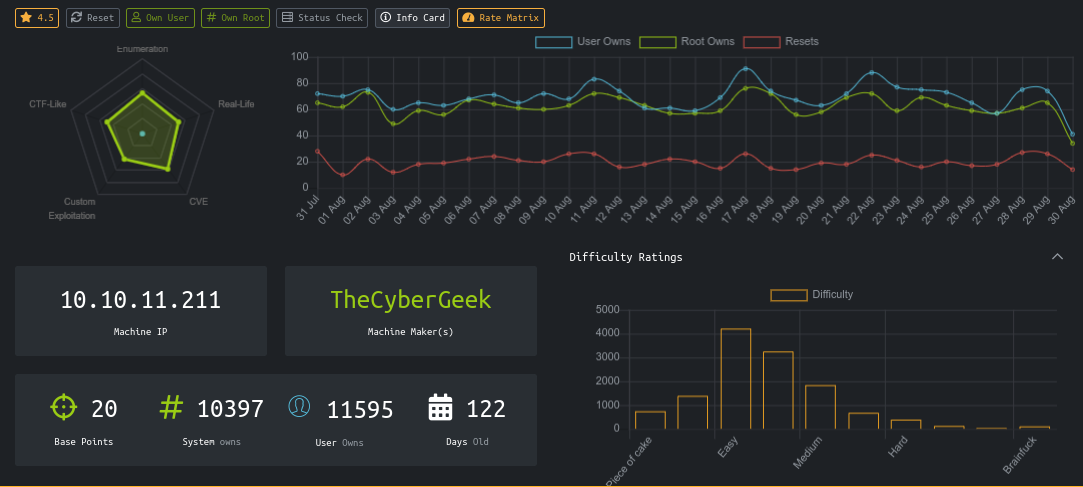 4.5 Reset Own User Own Root Status Check Info Card Rate Matrix
Enumeration
CTF-Like
Real-Life
Custom
Exploitation
CVE
User Owns Root Owns Resets
100
80
60
40
20
0
31 Jul 01 Aug 02 Aug 03 Aug 04 Aug 05 Aug 06 Aug 07 Aug 08 Aug 09 Aug 10 Aug 11 Aug 12 Aug 13 Aug 14 Aug 15 Aug 16 Aug 17 Aug 18 Aug 19 Aug 20 Aug 21 Aug 22 Aug 23 Aug 24 Aug 25 Aug 26 Aug 27 Aug 28 Aug 29 Aug 30 Aug
10.10.11.211
Machine IP
TheCyberGeek
Machine Maker(s)
20
Base Points
# 10397
System owns
11595
User Owns
122
Days Old
Difficulty Ratings
Difficulty
5000
4000
3000
2000
1000
0
Piece of cake Easy Medium Hard Brainfuck